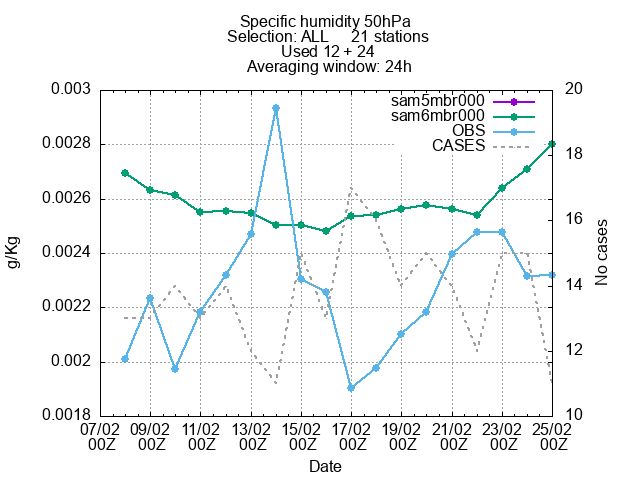 Specific humidity 50hPa
Selection: ALL 21 stations
Used 12 + 24
Averaging window: 24h
sam5mbr000
sam6mbr000
OBS
CASES
0.003
0.0028
0.0026
0.0024
0.0022
0.002
0.0018
g/Kg
20
18
16
14
12
10
No cases
07/02 09/02 11/02 13/02 15/02 17/02 19/02 21/02 23/02 25/02
00Z 00Z 00Z 00Z 00Z 00Z 00Z 00Z 00Z 00Z
Date